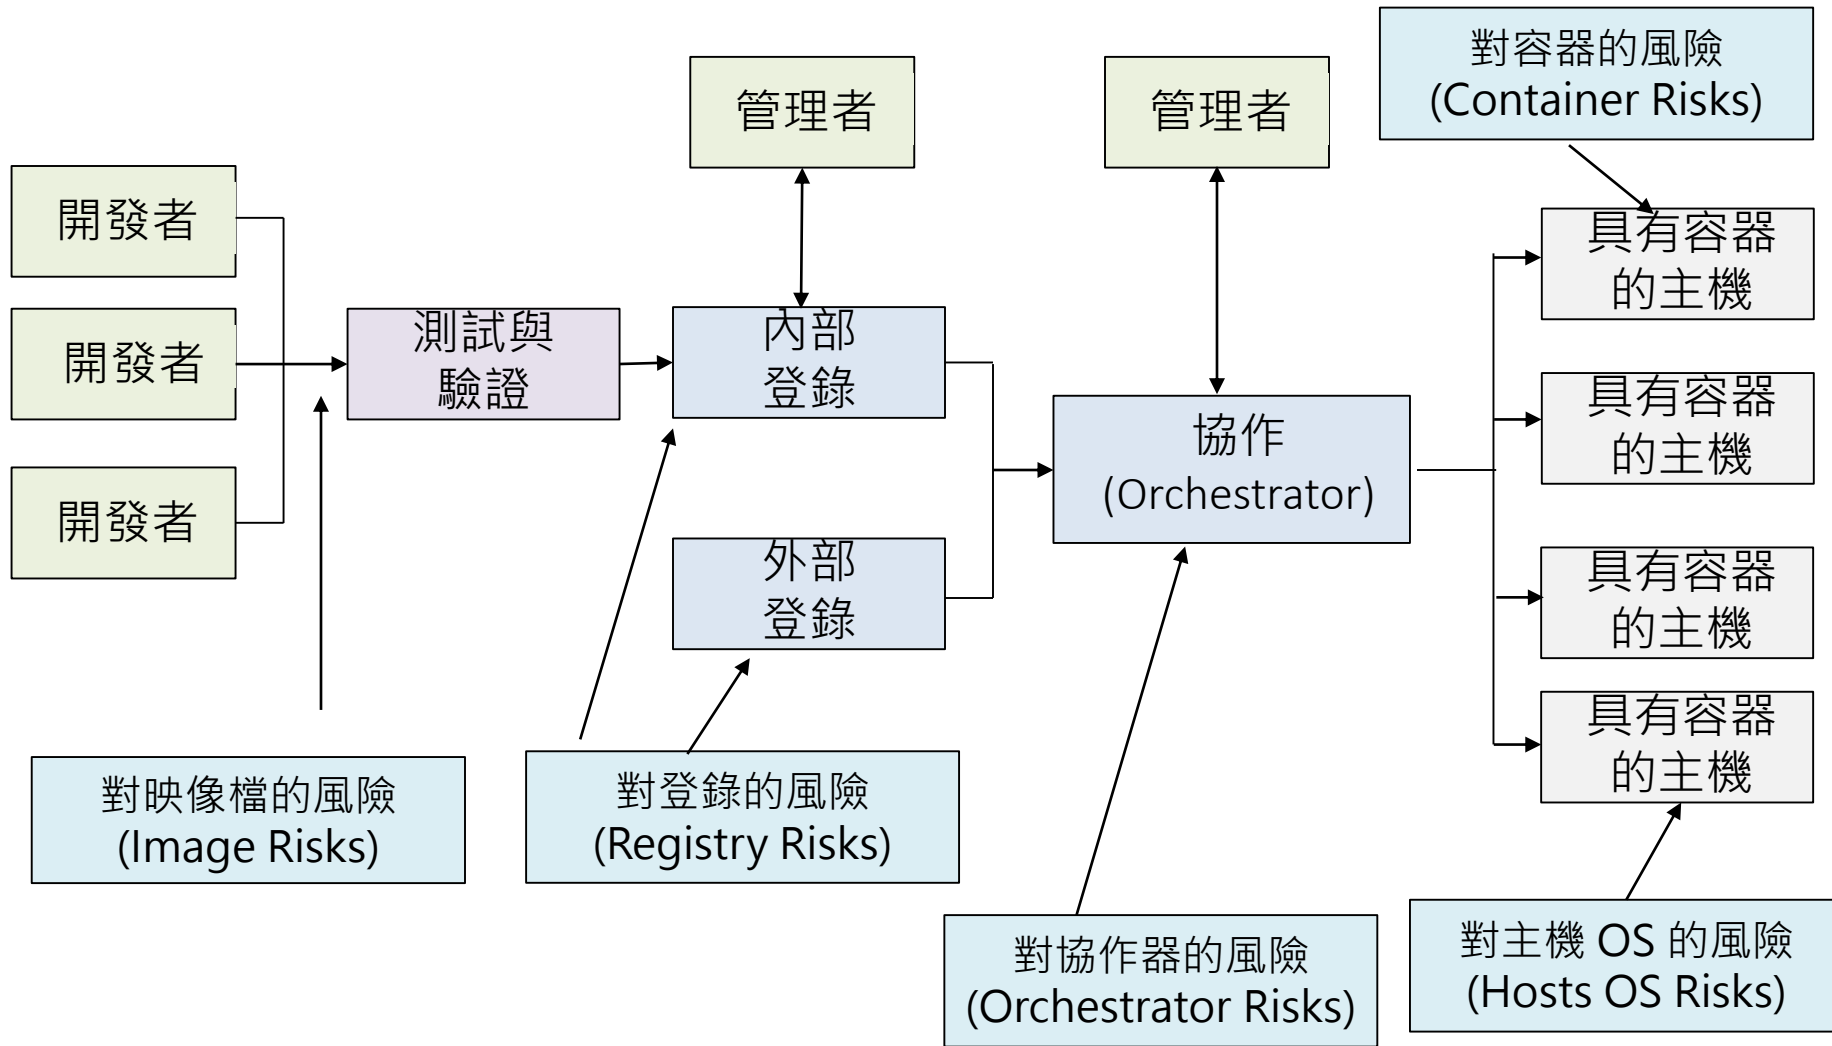 對容器的風險
(Container Risks)
管理者
管理者
開發者
開發者
開發者
測試與
驗證
內部
登錄
外部
登錄
協作
(Orchestrator)
具有容器
的主機
具有容器
的主機
具有容器
的主機
具有容器
的主機
對映像檔的風險
(Image Risks)
對登錄的風險
(Registry Risks)
對協作器的風險
(Orchestrator Risks)
對主機 OS 的風險
(Hosts OS Risks)